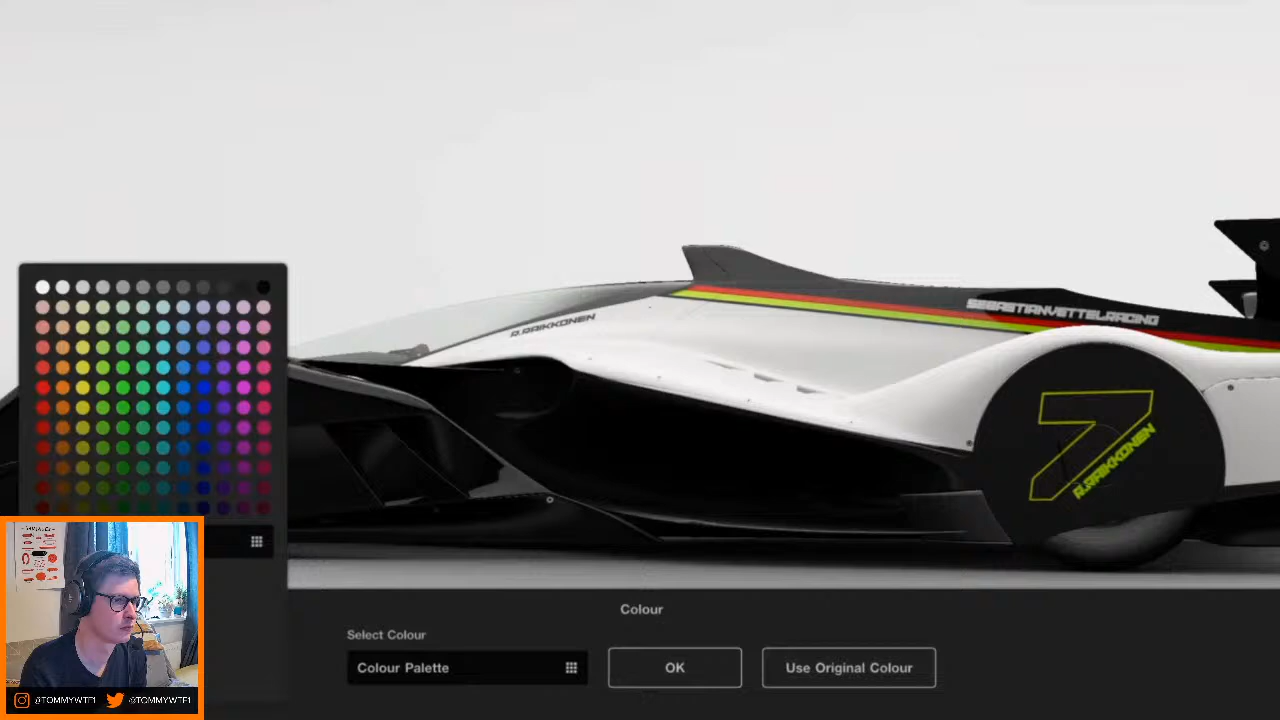 SEBASTIANVETTELRACING
R.RAIKKONEN
7
R.RAIKKONEN
Colour
Select Colour
Colour Palette
OK
Use Original Colour
@TOMMYWTF1
@TOMMYWTF1